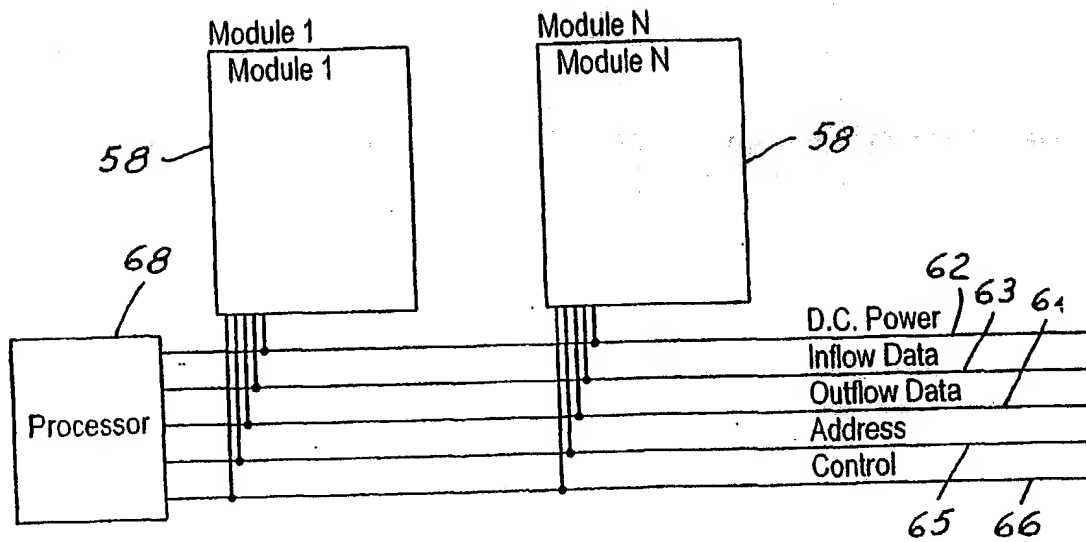 Module 1
Module 1
Module N
Module N
58
58
68
62
63
D.C. Power
Inflow Data
Outflow Data
Address
Control
Processor
65
66